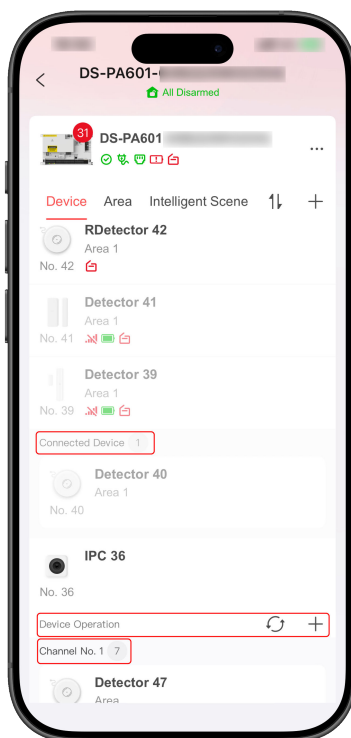 DS-PA601-
All Disarmed
31
DS-PA601
Device Area Intelligent Scene
RDetector 42
Area 1
No. 42
Detector 41
Area 1
No. 41
Detector 39
Area 1
No. 39
Connected Device 1
Detector 40
Area 1
No. 40
IPC 36
No. 36
Device Operation
Channel No. 1 7
Detector 47
Area